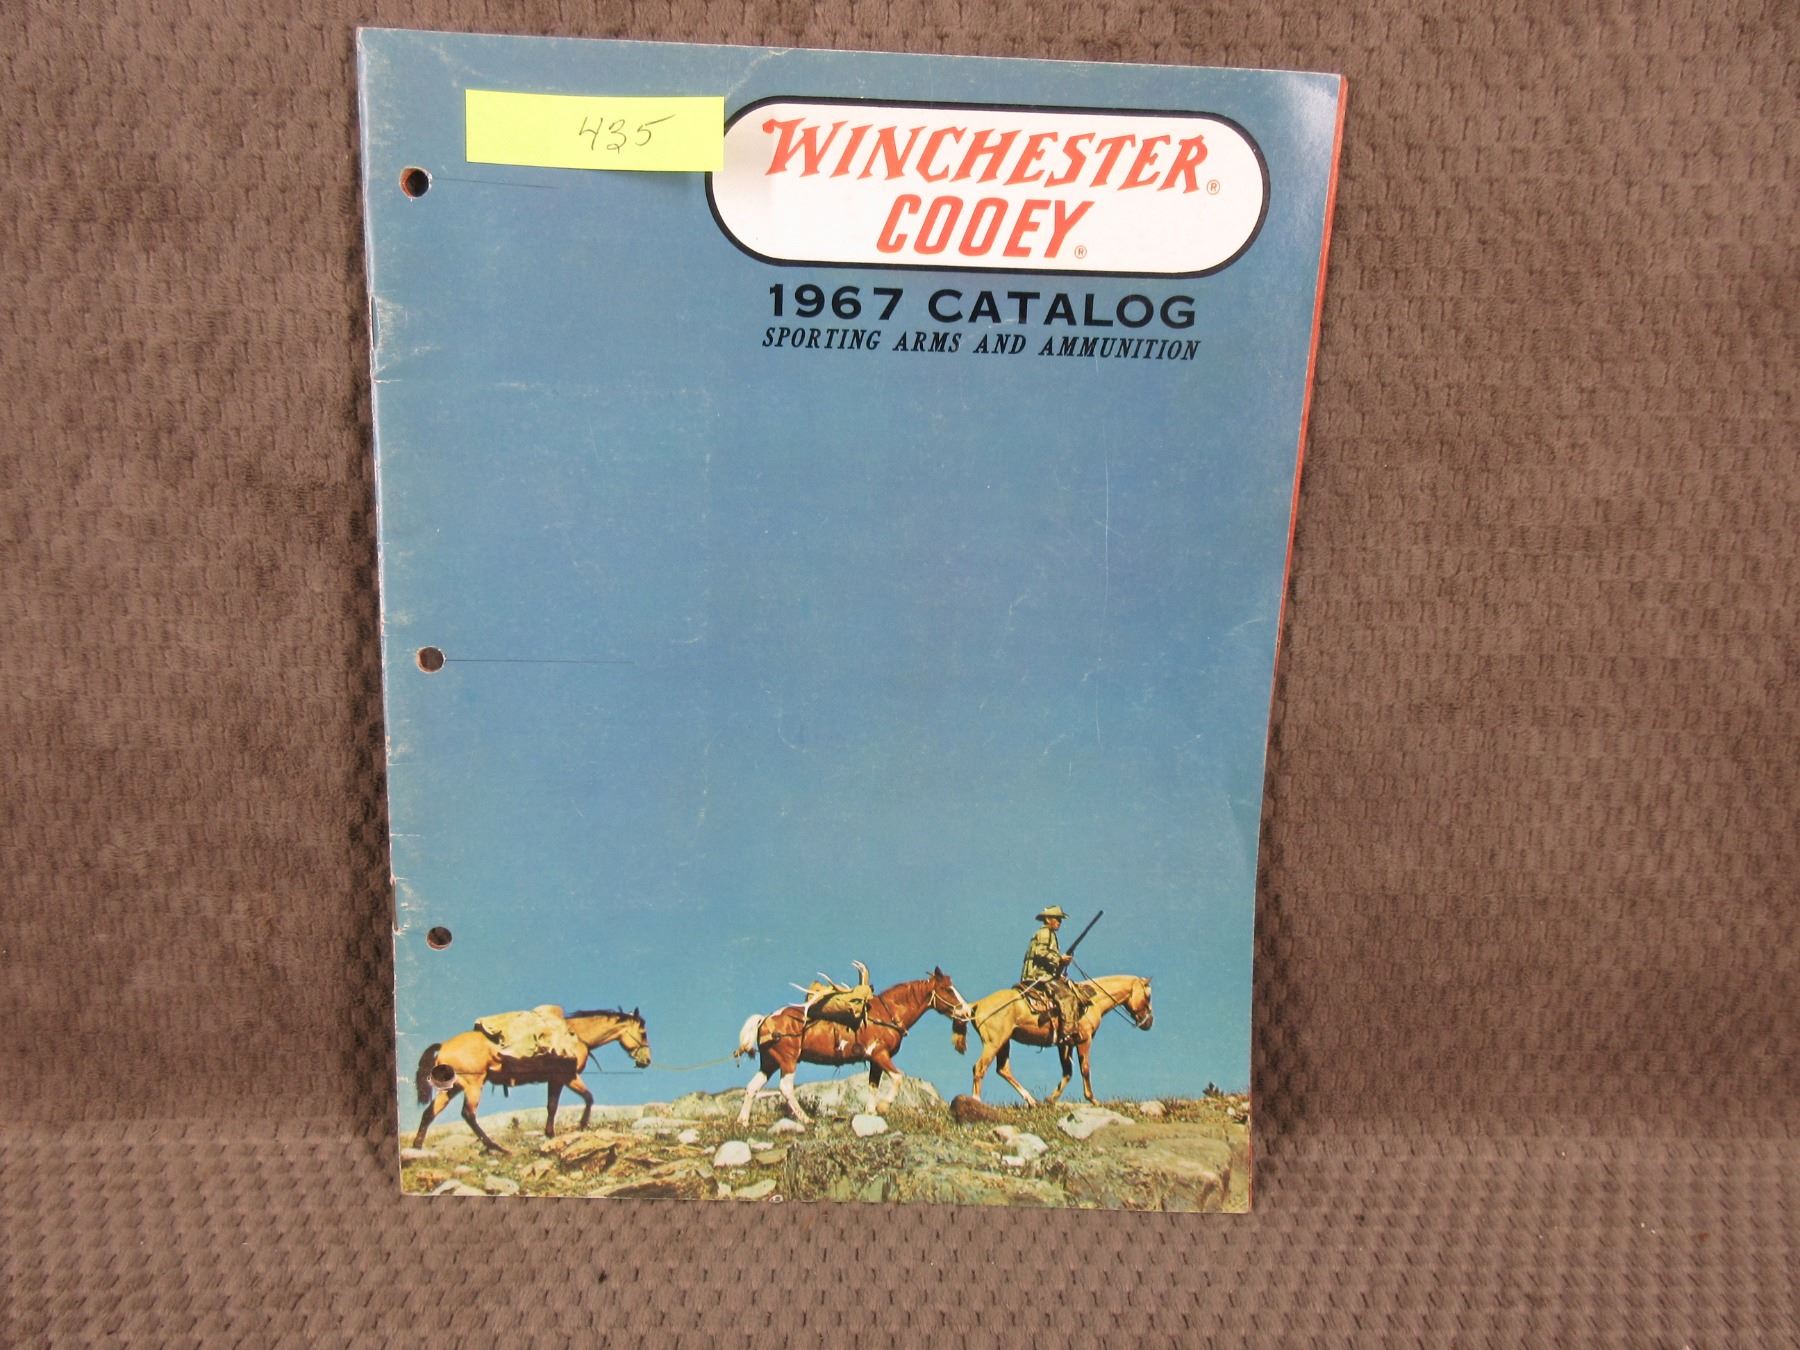 435
WINCHESTER®
COOEY®
1967 CATALOG
SPORTING ARMS AND AMMUNITION